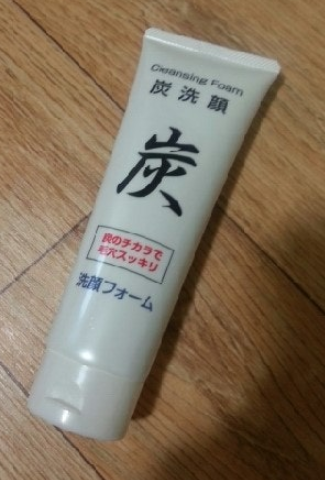 Cleansing Foam
炭洗顔
炭
炭のチカラで
毛穴スッキリ
洗顔フォーム